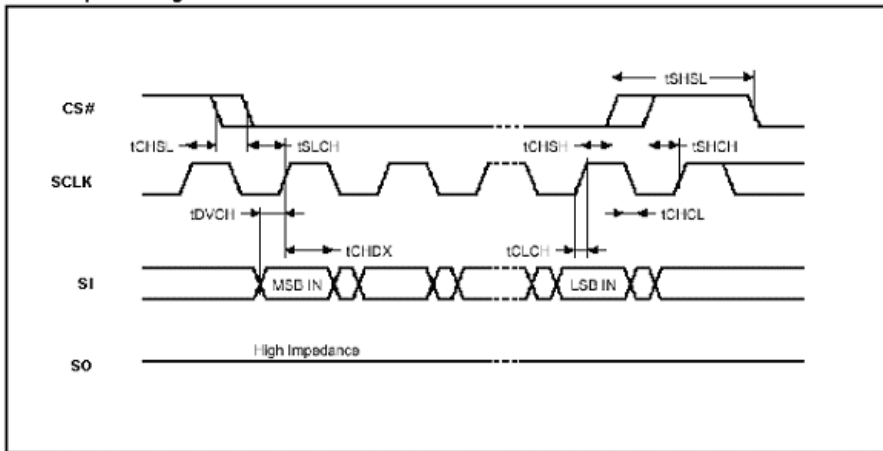 tSHSL
CS#
tCHSL
tSLCH
tCHSH
tSHCH
SCLK
tDVCH
tCHCL
tCHDX
tCLCH
SI
MSB IN
LSB IN
High Impedance
SO